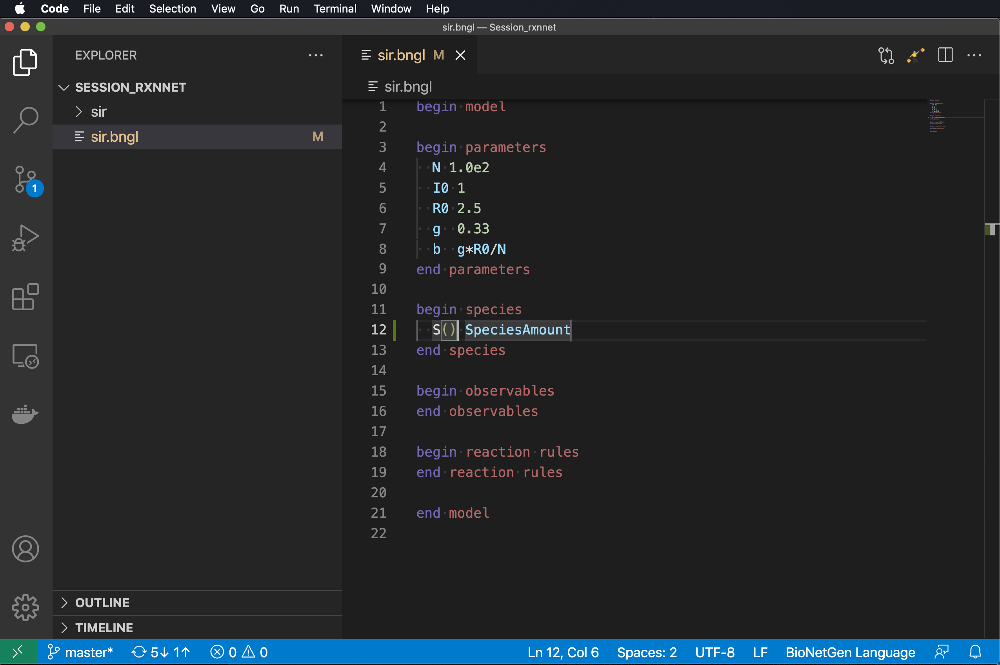 Code File Edit Selection View Go Run Terminal Window Help
sir.bngl — Session_rxnnet
EXPLORER
SESSION_RXNNET
sir
sir.bngl M
1
OUTLINE
TIMELINE
sir.bngl M
sir.bngl
1 begin model
2
3 begin parameters
4 N 1.0e2
5 I0 1
6 R0 2.5
7 g 0.33
8 b g*R0/N
9 end parameters
10
11 begin species
12 S() SpeciesAmount
13 end species
14
15 begin observables
16 end observables
17
18 begin reaction rules
19 end reaction rules
20
21 end model
22
master* 5↓ 1↑ 0 0 Ln 12, Col 6 Spaces: 2 UTF-8 LF BioNetGen Language